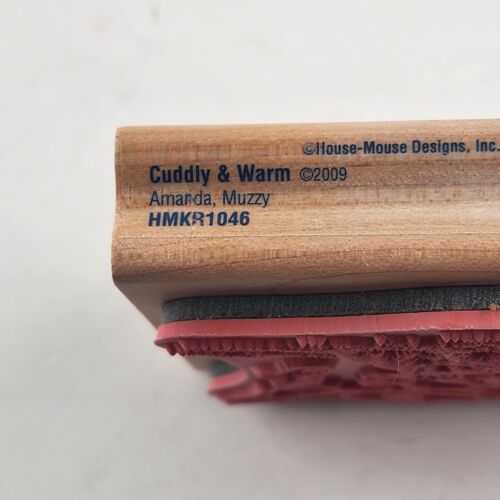 ©House-Mouse Designs, Inc.
Cuddly & Warm ©2009
Amanda, Muzzy
HMKR1046